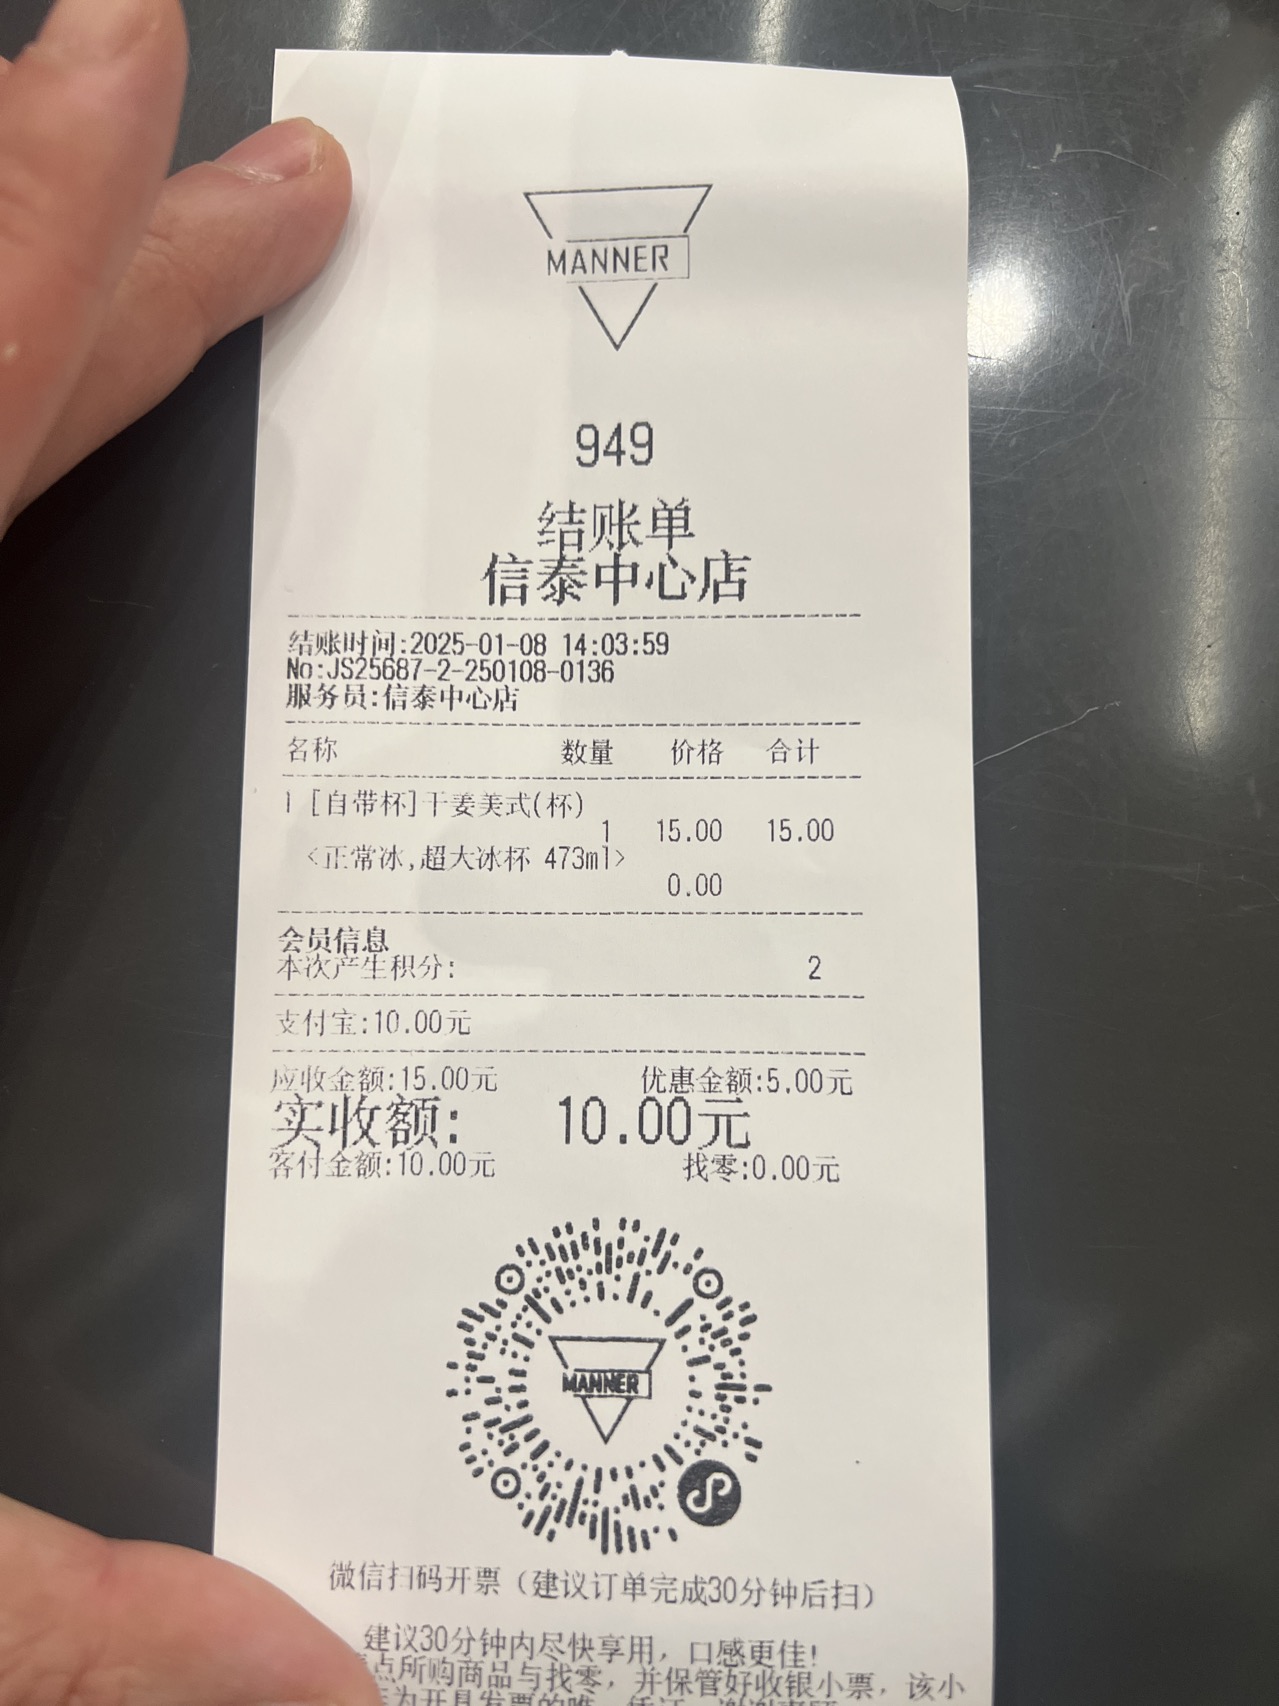 MANNER
949
结账单
信泰中心店
结账时间:2025-01-08 14:03:59
No:JS25687-2-250108-0136
服务员:信泰中心店
名称 数量 价格 合计
1 [自带杯]干姜美式(杯)
1 15.00 15.00
<正常冰,超大冰杯 473ml>
0.00
会员信息
本次产生积分: 2
支付宝:10.00元
应收金额:15.00元 优惠金额:5.00元
实收额: 10.00元
客付金额:10.00元 找零:0.00元
MANNER
微信扫码开票（建议订单完成30分钟后扫）
建议30分钟内尽快享用，口感更佳!
点所购商品与找零，并保管好收银小票，该小
为开具发票的唯